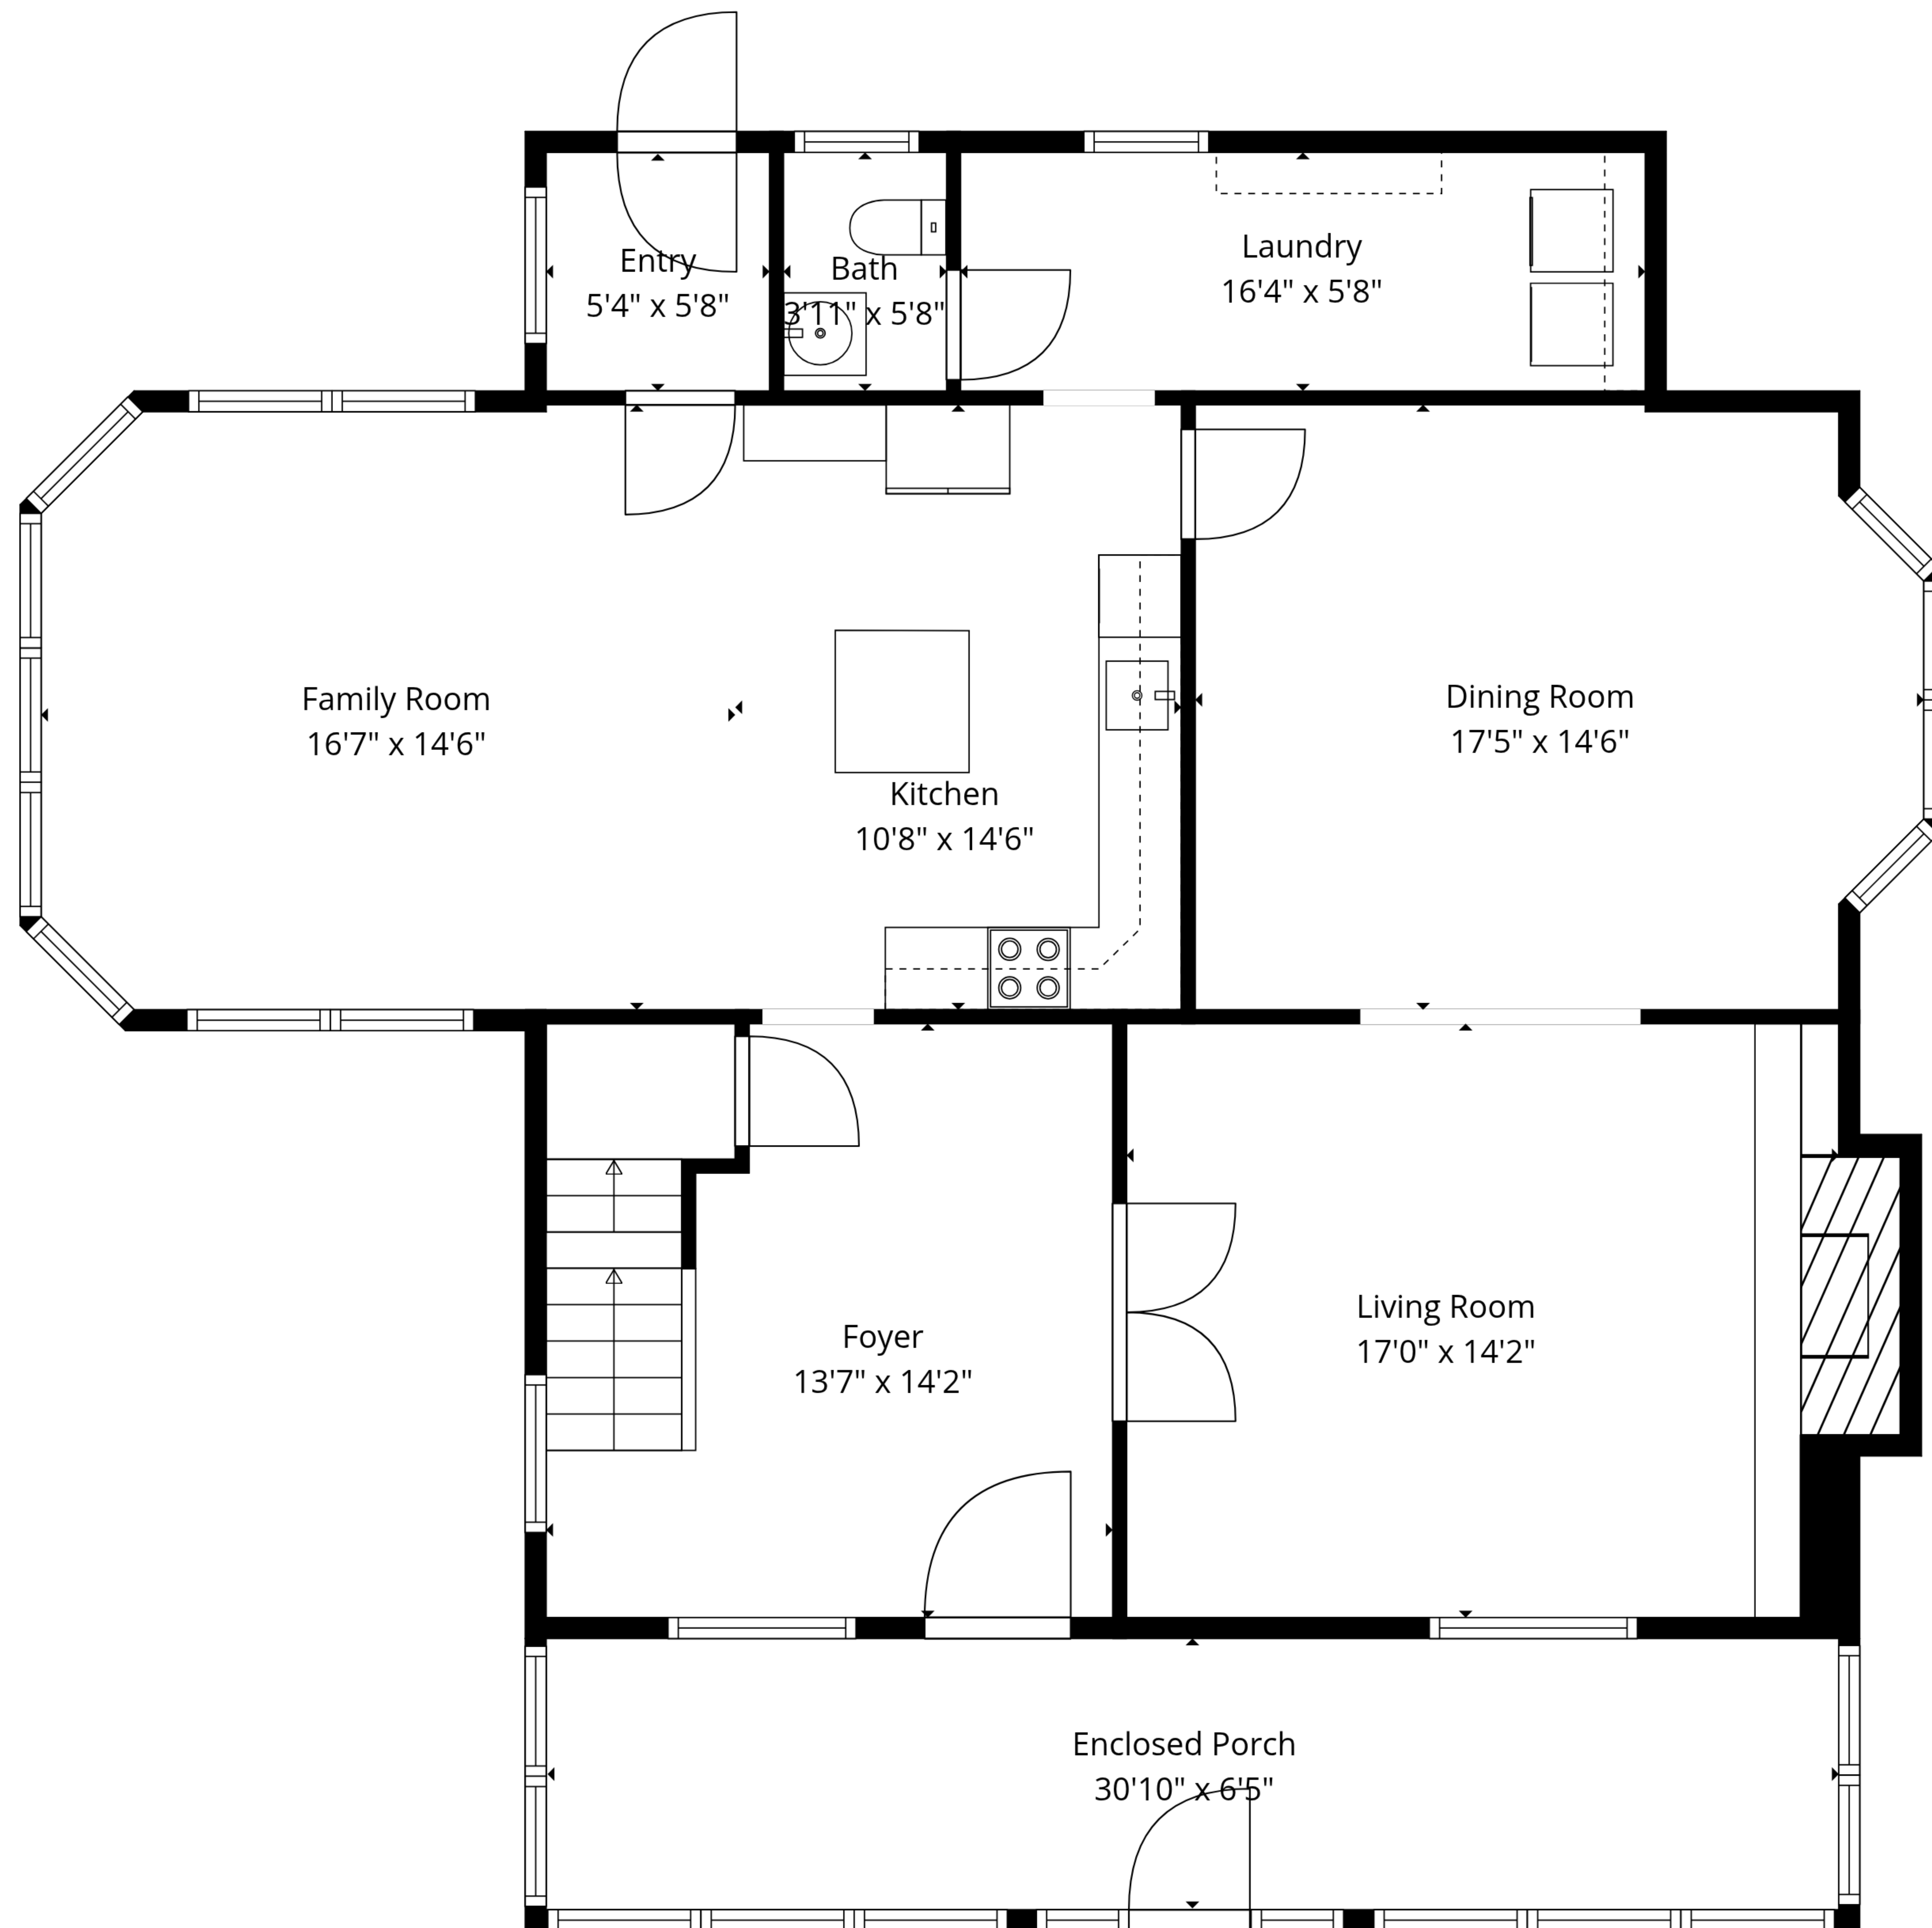 Entry
5'4" x 5'8"
Bath
3'11" x 5'8"
Laundry
16'4" x 5'8"
Family Room
16'7" x 14'6"
Kitchen
10'8" x 14'6"
Dining Room
17'5" x 14'6"
Foyer
13'7" x 14'2"
Living Room
17'0" x 14'2"
Enclosed Porch
30'10" x 6'5"